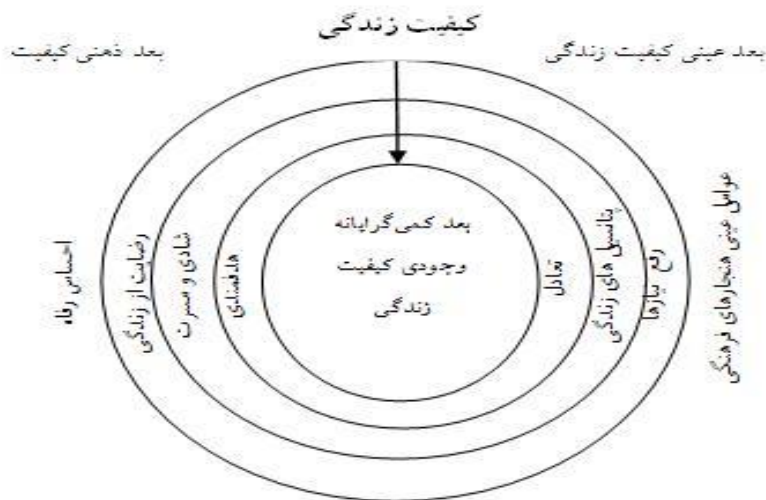 کیفیت زندگی
بعد عینی کیفیت زندگی
بعد ذهنی کیفیت
بعد کمی‌گرایانه
وجودی کیفیت
زندگی
عوامل عینی هنجارهای فرهنگی
رفع نیازها
پتانسیل های زندگی
تعادل
هدفمندی
شادی و مسرت
رضایت از زندگی
احساس رفاه